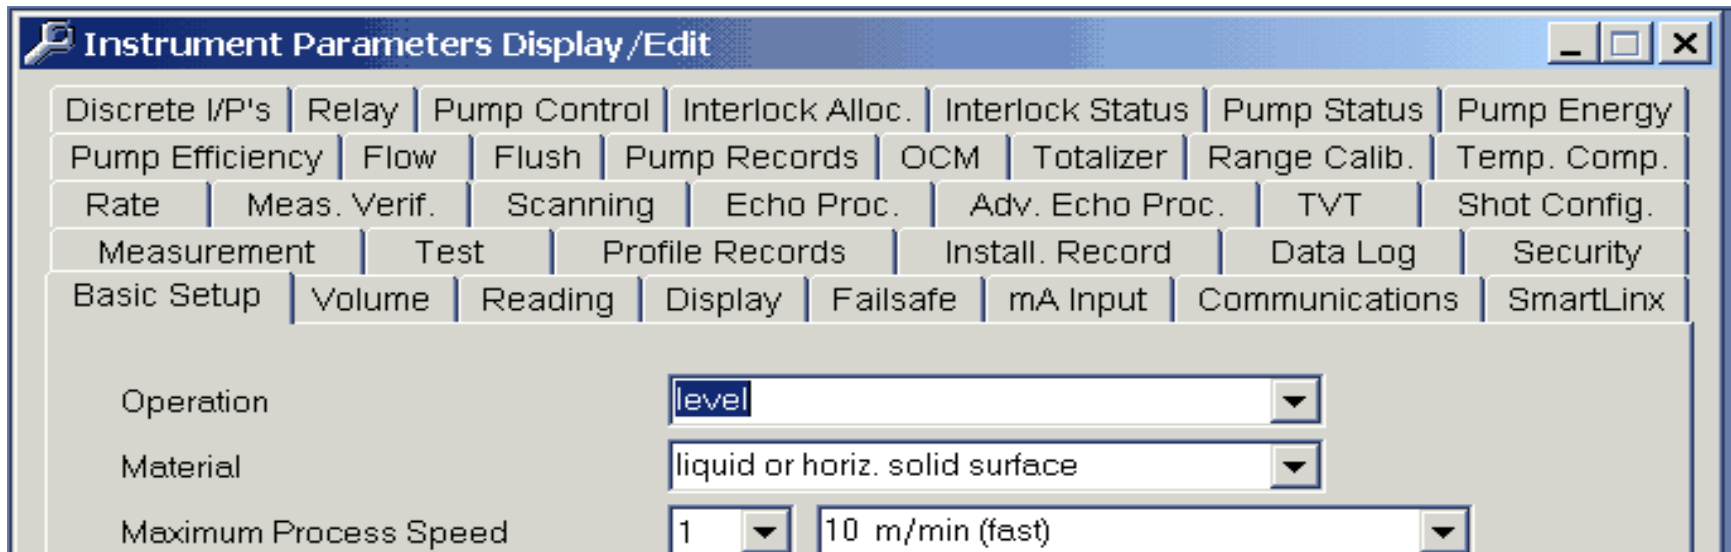 Instrument Parameters Display/Edit
Discrete I/P's Relay Pump Control Interlock Alloc. Interlock Status Pump Status Pump Energy
Pump Efficiency Flow Flush Pump Records OCM Totalizer Range Calib. Temp. Comp.
Rate Meas. Verif. Scanning Echo Proc. Adv. Echo Proc. TVT Shot Config.
Measurement Test Profile Records Install. Record Data Log Security
Basic Setup Volume Reading Display Failsafe mA Input Communications SmartLinx
Operation level
Material liquid or horiz. solid surface
Maximum Process Speed 1 10 m/min (fast)